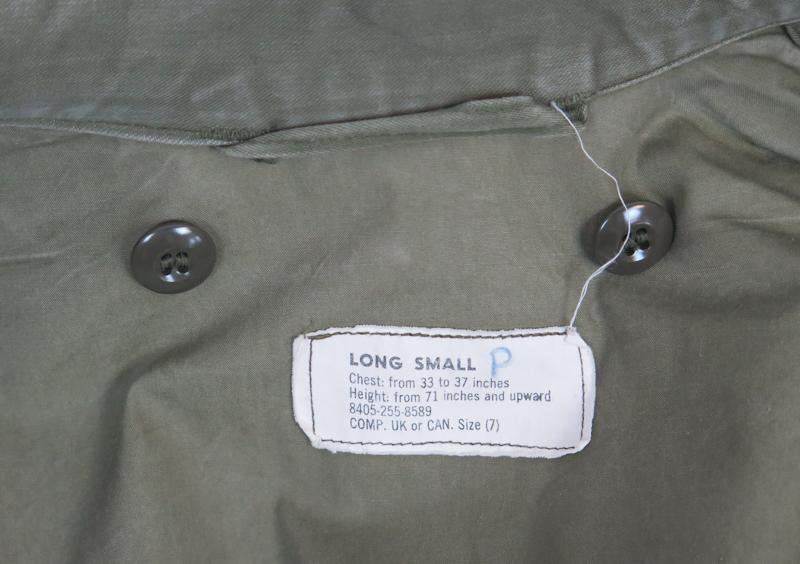 LONG SMALL P
Chest: from 33 to 37 inches
Height: from 71 inches and upward
8405-255-8589
COMP. UK or CAN. Size (7)